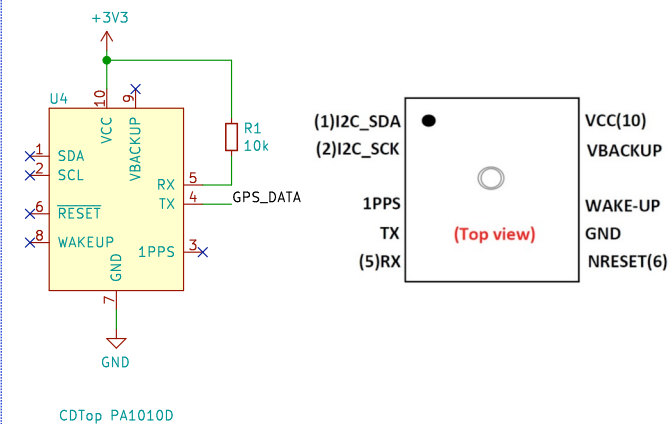 +3V3
U4
10
9
VCC
VBACKUP
R1
10k
1
SDA
2
SCL
RX
5
TX
4
GPS_DATA
6
RESET
8
WAKEUP
1PPS
3
GND
7
GND
CDTop PA1010D
(1)I2C_SDA
VCC(10)
(2)I2C_SCK
VBACKUP
1PPS
WAKE-UP
TX
(Top view)
GND
(5)RX
NRESET(6)